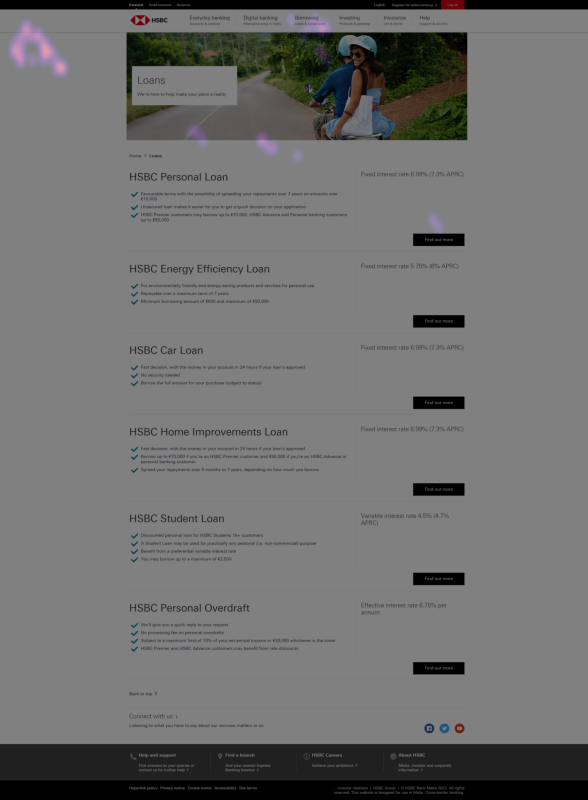 Personal Small business Business English Register for online banking Log on
HSBC Everyday banking Digital banking Borrowing Investing Insurance Help
Loans
We're here to help make your plans a reality
Home > Loans
HSBC Personal Loan
Fixed interest rate 6.99% (7.3% APRC)
Favourable terms with the possibility of spreading your repayments over 7 years on amounts over
Unsecured loan makes it easier for you to get a quick decision on your application
HSBC Premier customers may borrow up to €70,000; HSBC Advance and Personal banking customers
up to €50,000
Find out more
HSBC Energy Efficiency Loan
Fixed interest rate 5.75% (6% APRC)
For environmentally friendly and energy-saving products and services for personal use
Repayable over a maximum term of 7 years
Minimum borrowing amount of €600 and maximum of €50,000
Find out more
HSBC Car Loan
Fixed interest rate 6.99% (7.3% APRC)
Fast decision, with the money in your account in 24 hours if your loan's approved
No security needed
Borrow the full amount for your purchase (subject to status)
Find out more
HSBC Home Improvements Loan
Fixed interest rate 6.99% (7.3% APRC)
Fast decision, with the money in your account in 24 hours if your loan's approved
Borrow up to €70,000 if you're an HSBC Premier customer and €50,000 if you're an HSBC Advance or
personal banking customer
Spread your repayments over 6 months to 7 years, depending on how much you borrow
Find out more
HSBC Student Loan
Variable interest rate 4.5% (4.7%
APRC)
Discounted personal loan for HSBC Students 18+ customers
A Student Loan may be used for practically any personal (i.e. non-commercial) purpose
Benefit from a preferential variable interest rate
You may borrow up to a maximum of €3,500
Find out more
HSBC Personal Overdraft
Effective interest rate 6.75% per
annum
We'll give you a quick reply to your request
No processing fee on personal overdrafts
Subject to a maximum limit of 10% of your net annual income or €50,000 whichever is the lower
HSBC Premier and HSBC Advance customers may benefit from rate discounts
Find out more
Back to top
Connect with us >
Listening to what you have to say about our services matters to us.
Help and support Find a branch HSBC Careers About HSBC
Find answers to your queries or And your nearest Express Achieve your ambitions > Media, investor and corporate
contact us for further help > Banking location > information >
Hyperlink policy Privacy notice Cookie notice Accessibility Site terms
Investor relations | HSBC Group | © HSBC Bank Malta 2023. All rights
reserved. This website is designed for use in Malta. Cross border banking.